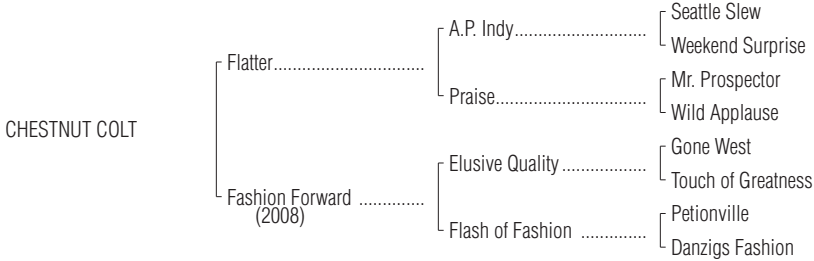 Seattle Slew
A.P. Indy..............................
Weekend Surprise
Flatter..................................
Mr. Prospector
Praise..................................
Wild Applause
CHESTNUT COLT
Gone West
Elusive Quality ...................
Touch of Greatness
Fashion Forward ..............
(2008)
Petionville
Flash of Fashion ...............
Danzigs Fashion